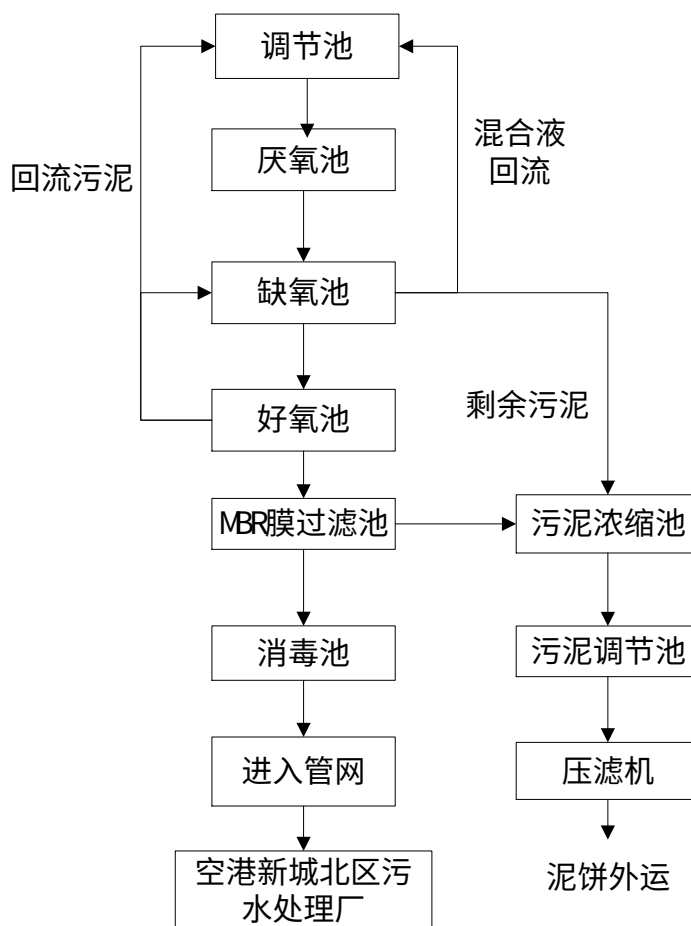 调节池
混合液
回流
厌氧池
回流污泥
缺氧池
好氧池
剩余污泥
MBR膜过滤池
污泥浓缩池
消毒池
污泥调节池
进入管网
压滤机
空港新城北区污
水处理厂
泥饼外运